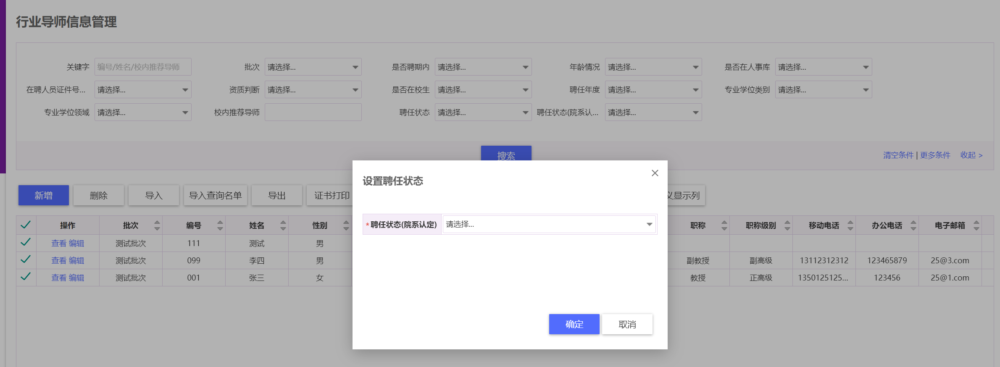 行业导师信息管理
关键字 编号/姓名/校内推荐导师 批次 请选择... 是否聘期内 请选择... 年龄情况 请选择... 是否在人事库 请选择...
在聘人员证件号... 请选择... 资质判断 请选择... 是否在校生 请选择... 聘任年度 请选择... 专业学位类别 请选择...
专业学位领域 请选择... 校内推荐导师 聘任状态 请选择... 聘任状态(院系认... 请选择...
搜索 清空条件 | 更多条件 收起 >
新增 删除 导入 导入查询名单 导出 证书打印 义显示列
设置聘任状态
*聘任状态(院系认定) 请选择...
确定 取消
操作 批次 编号 姓名 性别 职称 职称级别 移动电话 办公电话 电子邮箱
查看 编辑 测试批次 111 测试 男
查看 编辑 测试批次 099 李四 男 副教授 副高级 13112312312 123465879 25@3.com
查看 编辑 测试批次 001 张三 女 教授 正高级 1350125125... 123456 25@1.com